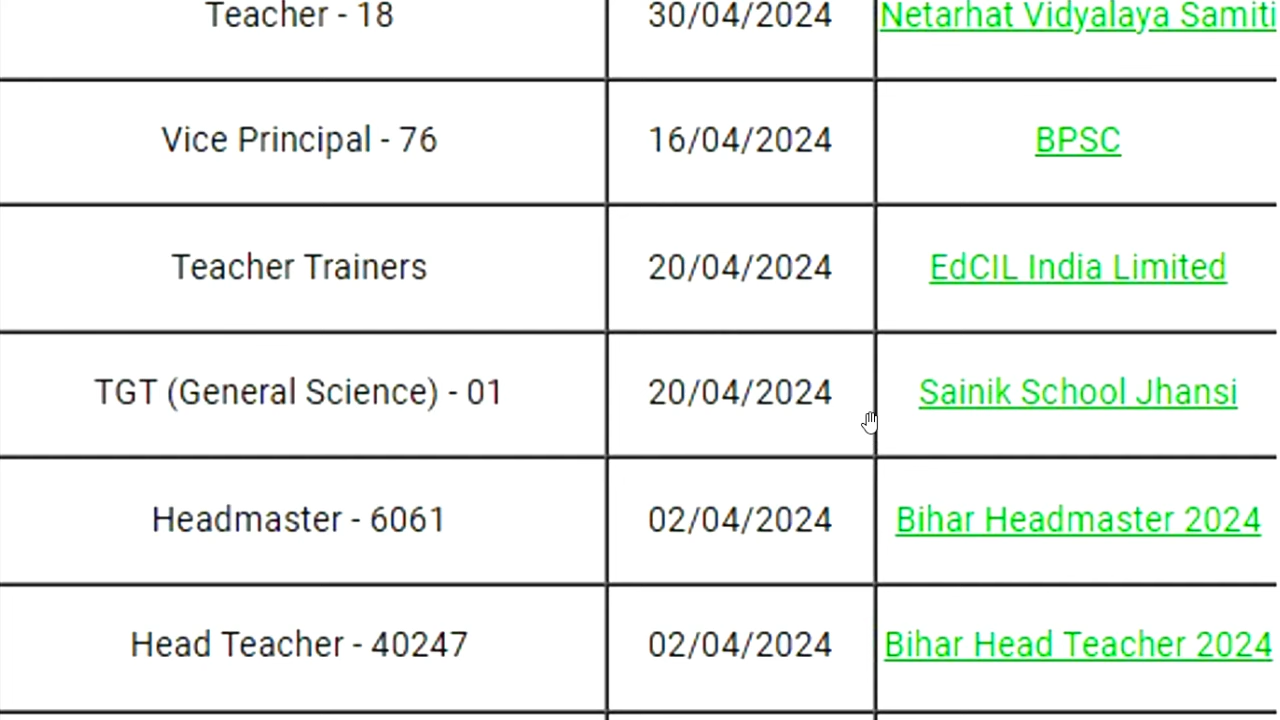 Teacher - 18 30/04/2024 Netarhat Vidyalaya Samiti
Vice Principal - 76 16/04/2024 BPSC
Teacher Trainers 20/04/2024 EdCIL India Limited
TGT (General Science) - 01 20/04/2024 Sainik School Jhansi
Headmaster - 6061 02/04/2024 Bihar Headmaster 2024
Head Teacher - 40247 02/04/2024 Bihar Head Teacher 2024